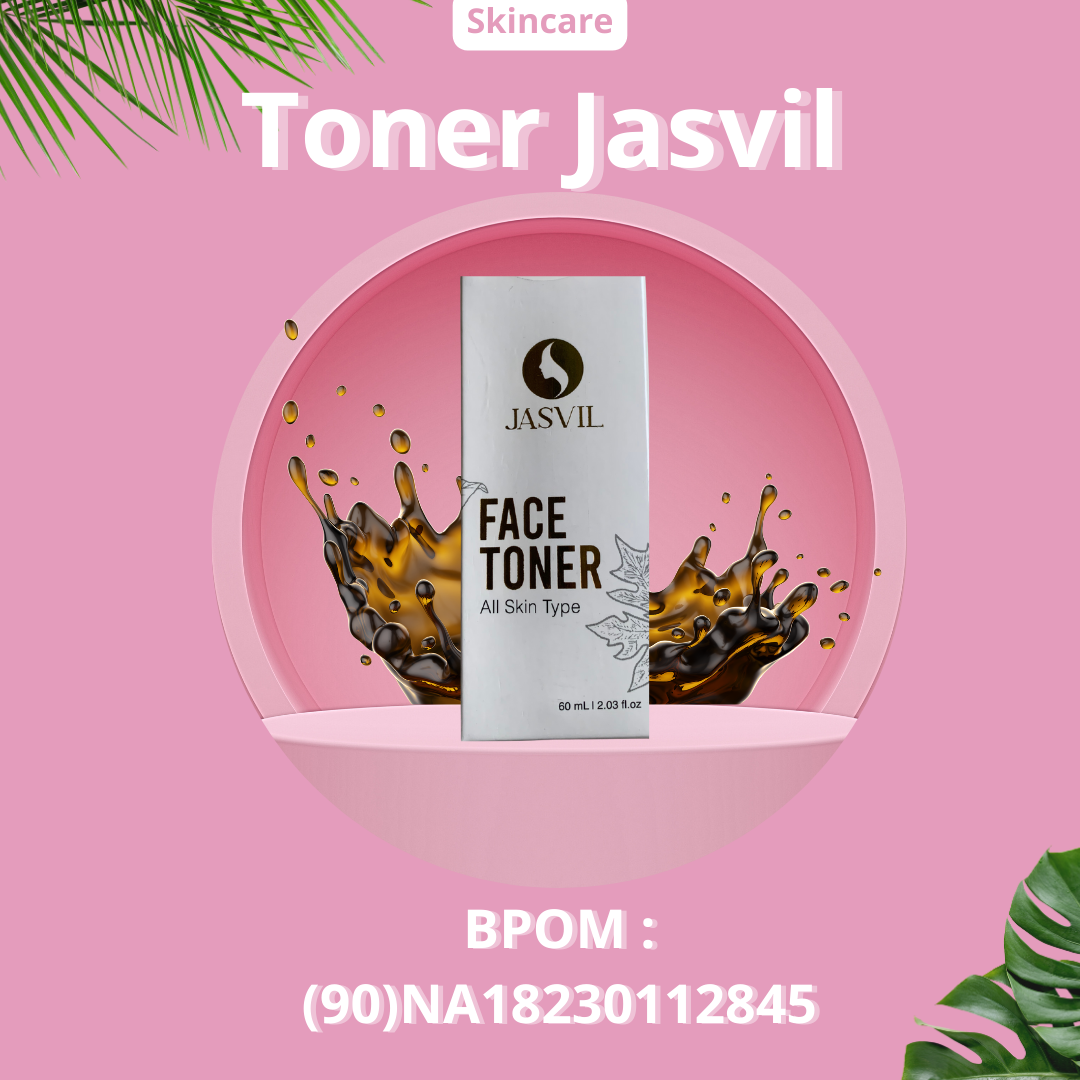 Skincare
Toner Jasvil
JASVIL
FACE
TONER
All Skin Type
60 mL | 2.03 fl.oz
BPOM :
(90)NA18230112845